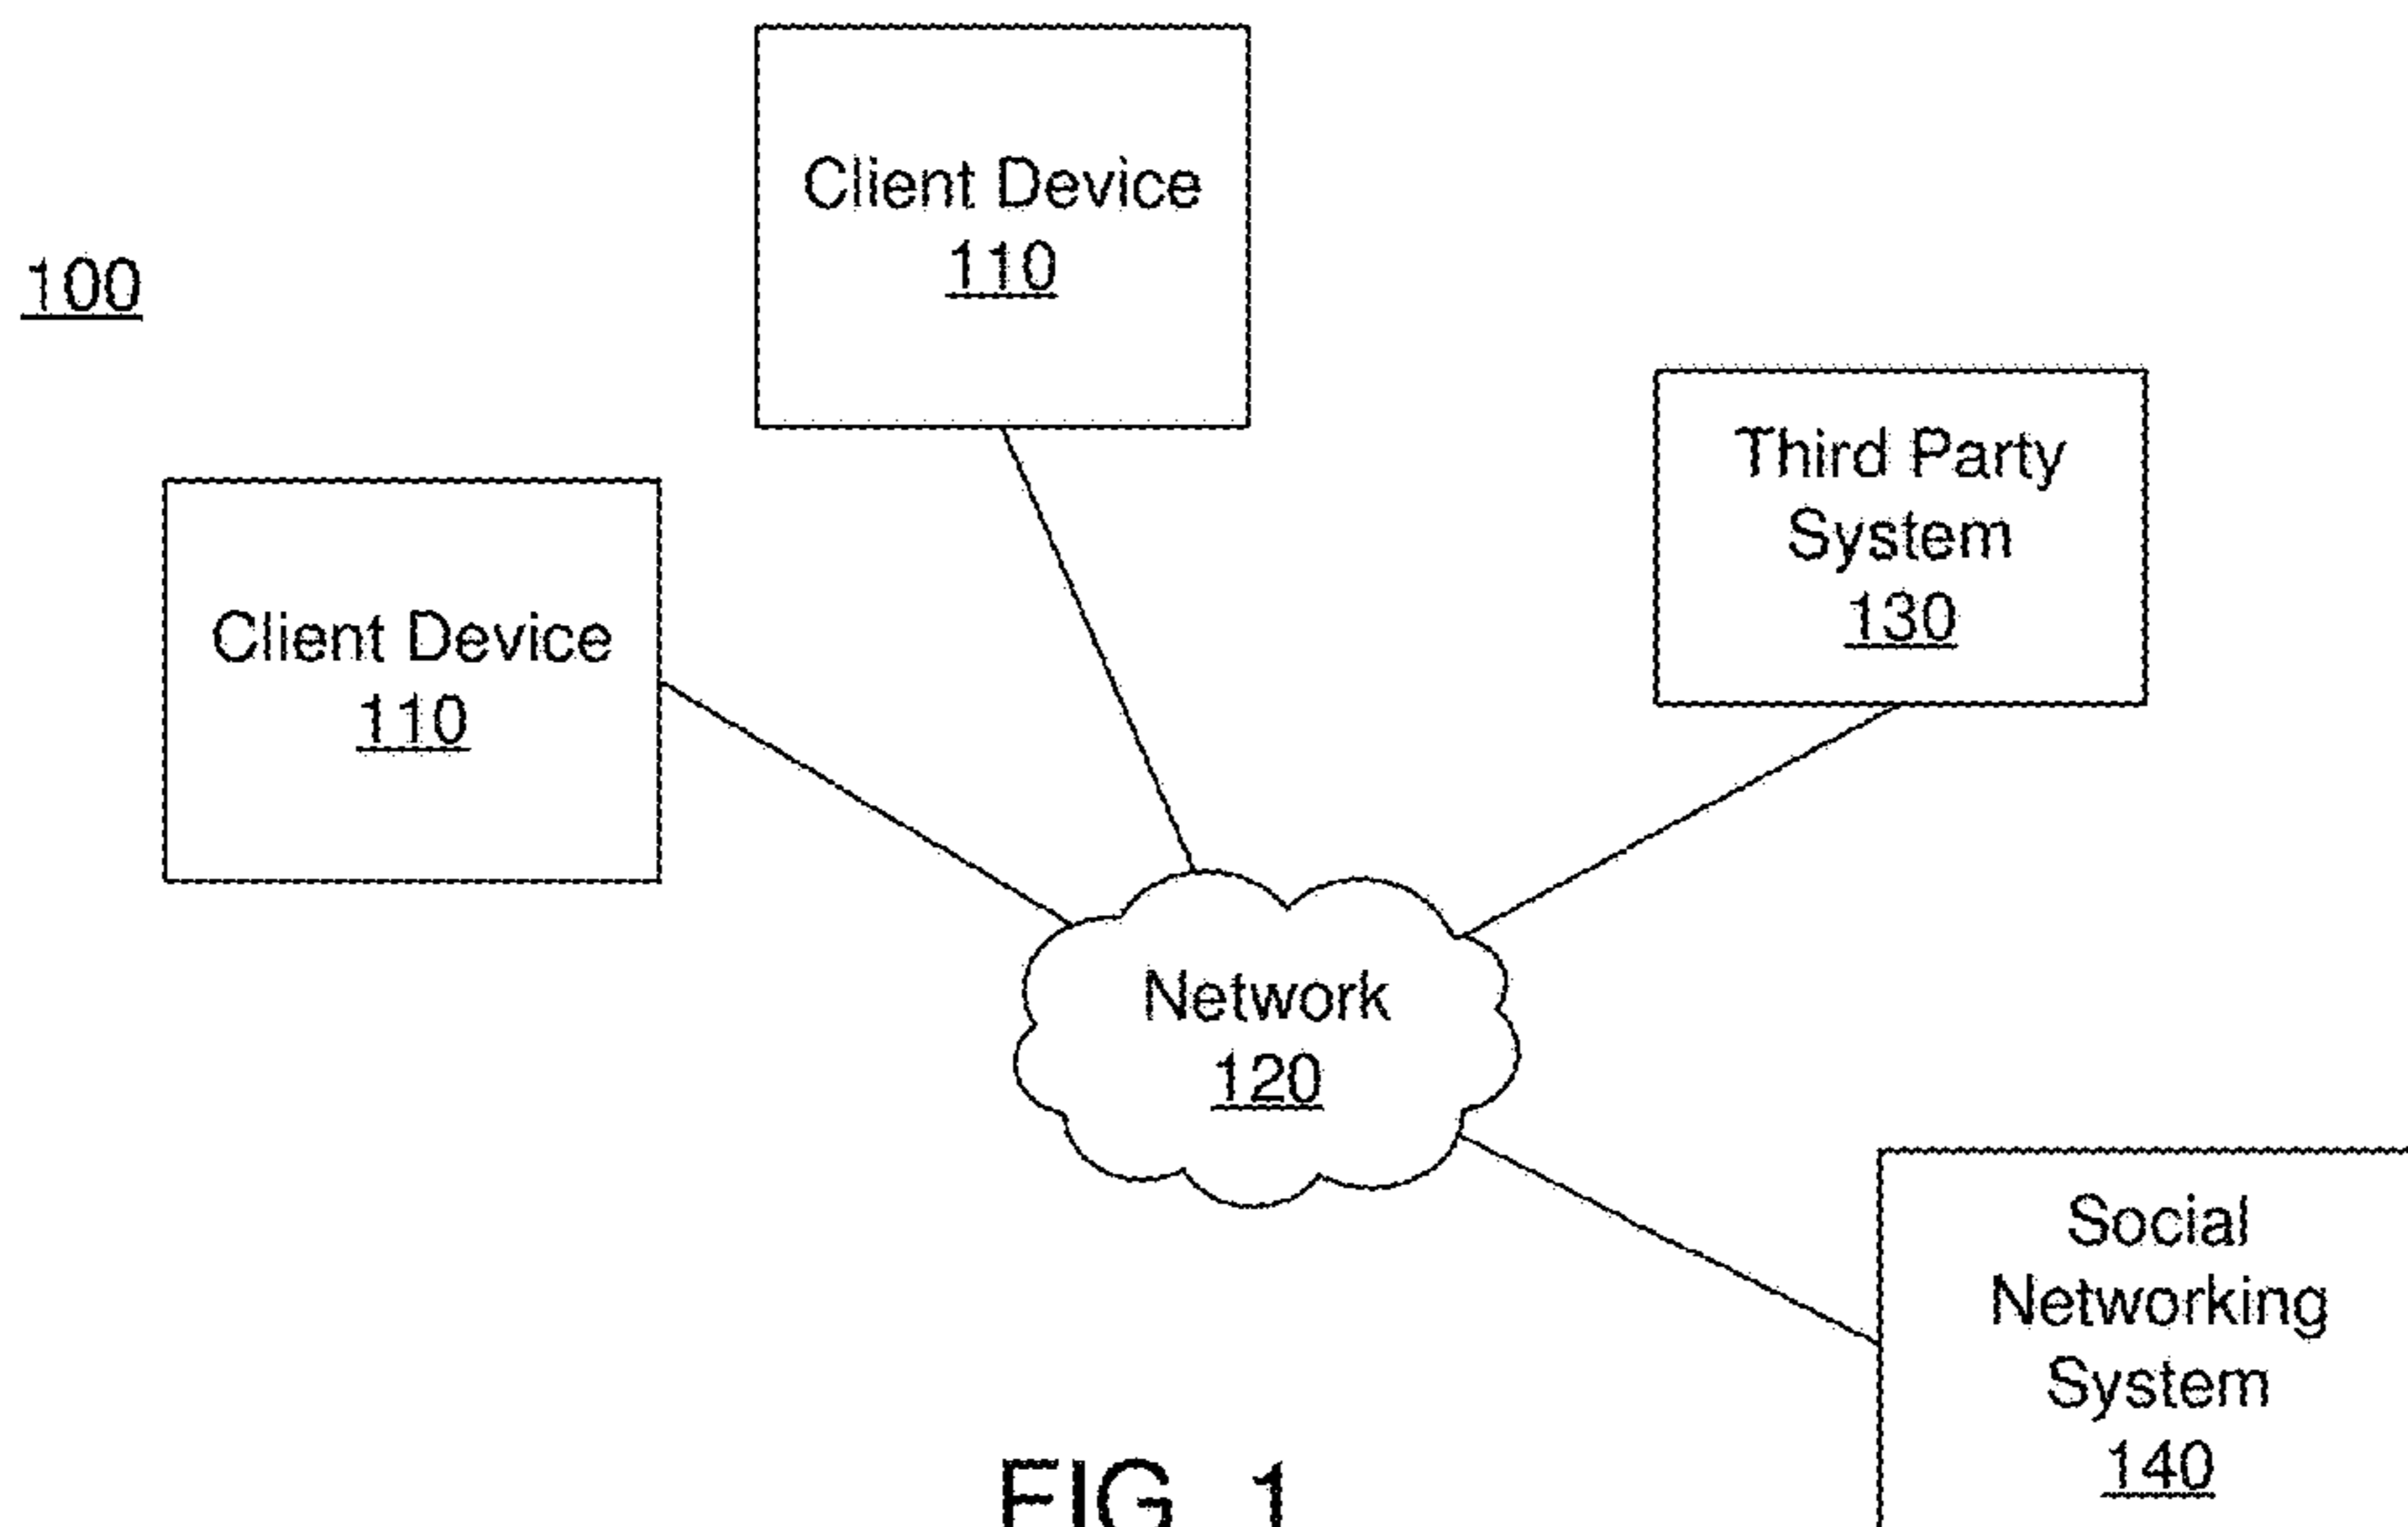 Client Device
110
100
Third Party
System
130
Client Device
110
Network
120
Social
Networking
System
140
FIG. 1